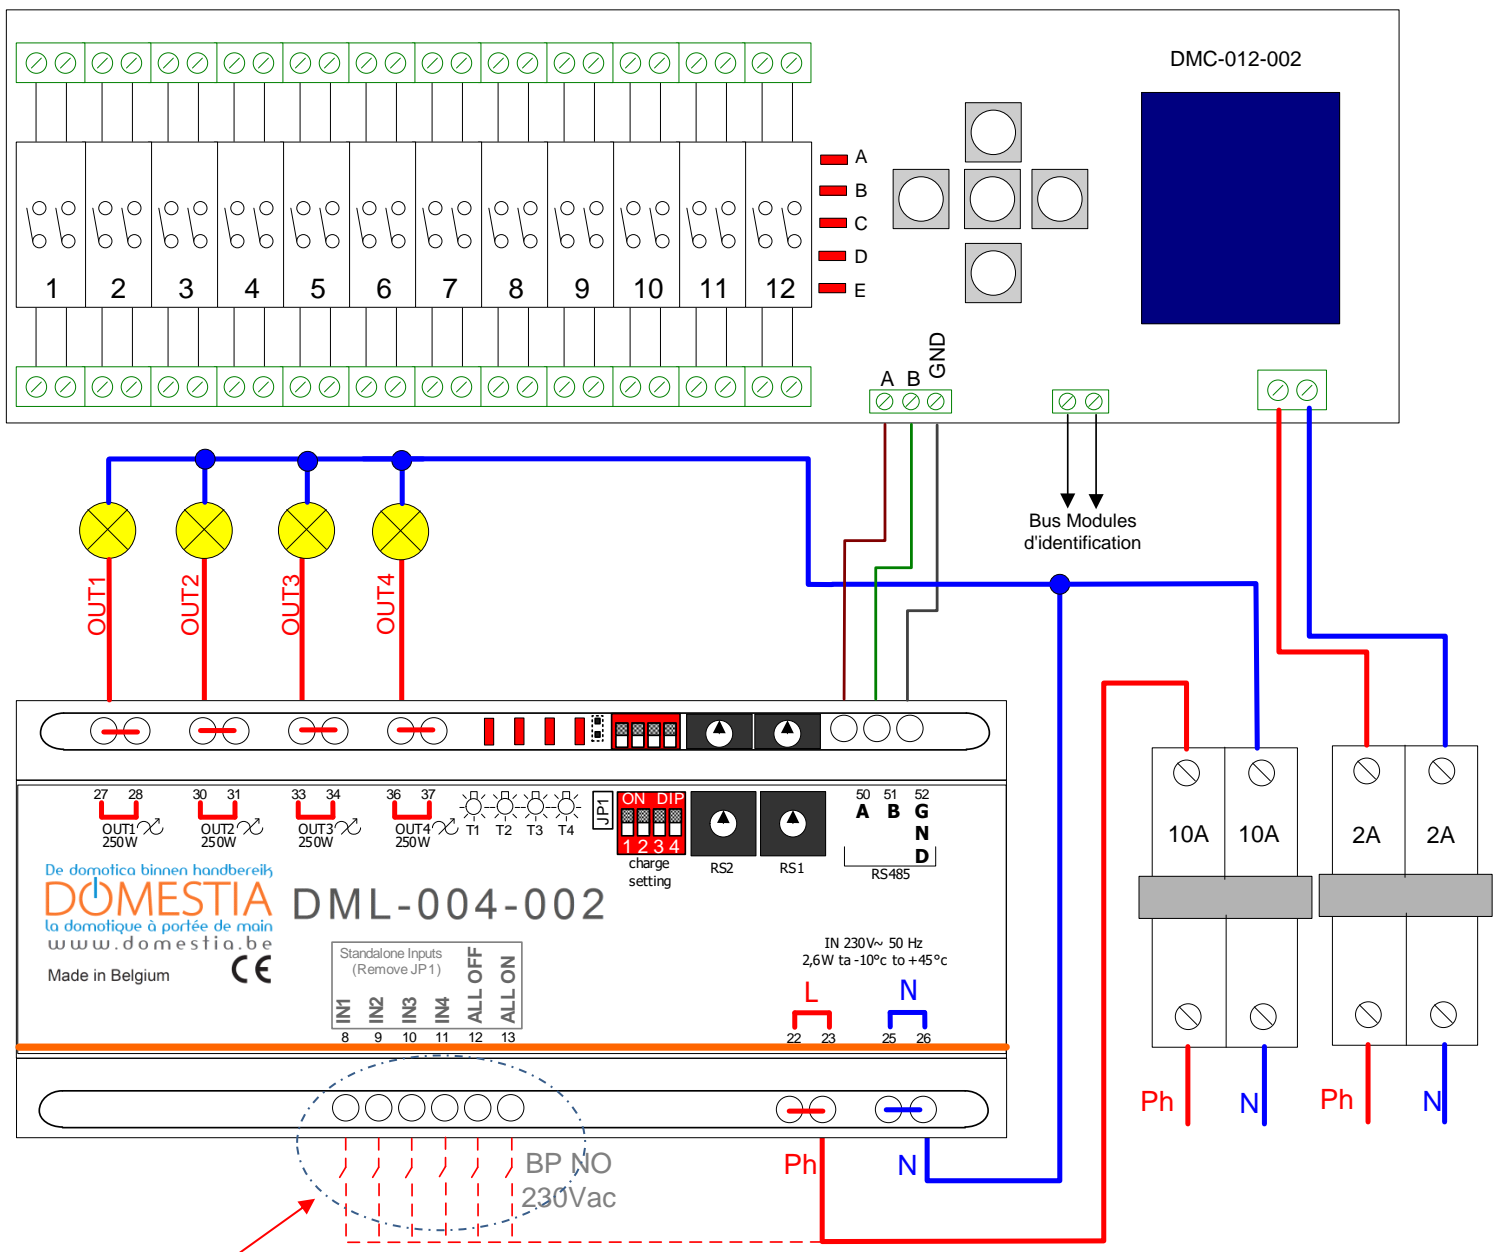 DMC-012-002
A
B
C
D
E
1 2 3 4 5 6 7 8 9 10 11 12
A B GND
Bus Modules
d'identification
OUT1 OUT2 OUT3 OUT4
27 28 30 31 33 34 36 37
OUT1 OUT2 OUT3 OUT4
250W 250W 250W 250W
T1 T2 T3 T4
JP1
ON DIP
1 2 3 4
charge
setting
RS2
RS1
50 51 52
A B GND
RS485
10A 10A 2A 2A
De domotica binnen handbereik
DOMESTIA
la domotique à portée de main
www.domestia.be
Made in Belgium
CE
DML-004-002
Standalone Inputs
(Remove JP1)
IN1 IN2 IN3 IN4 ALL OFF ALL ON
8 9 10 11 12 13
IN 230V~ 50 Hz
2,6W ta -10°c to +45°c
L N
22 23 25 26
Ph N Ph N
BP NO
230Vac
Ph N